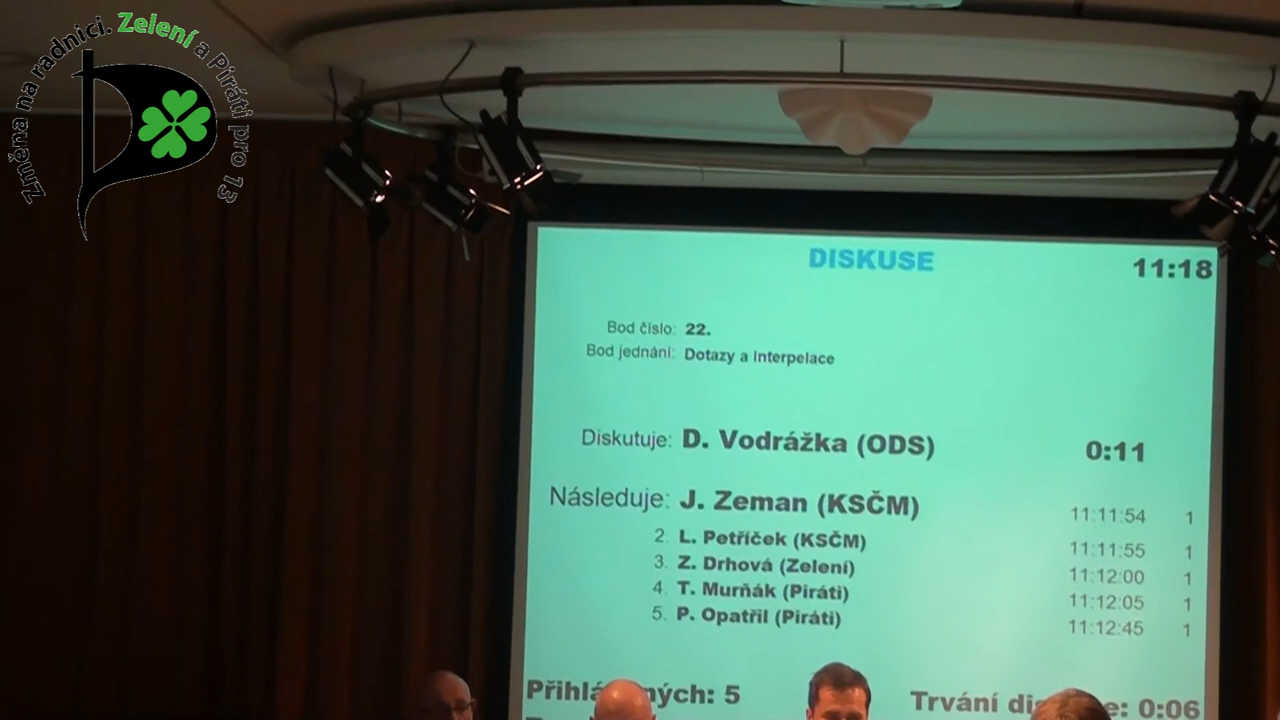 Změna na radnici. Zelení a Piráti pro 13
DISKUSE
11:18
Bod číslo: 22.
Bod jednání: Dotazy a interpelace
Diskutuje: D. Vodrážka (ODS) 0:11
Následuje: J. Zeman (KSČM) 11:11:54 1
2. L. Petříček (KSČM) 11:11:55 1
3. Z. Drhová (Zelení) 11:12:00 1
4. T. Murňák (Piráti) 11:12:05 1
5. P. Opatřil (Piráti) 11:12:45 1
5
Trvání 0:06